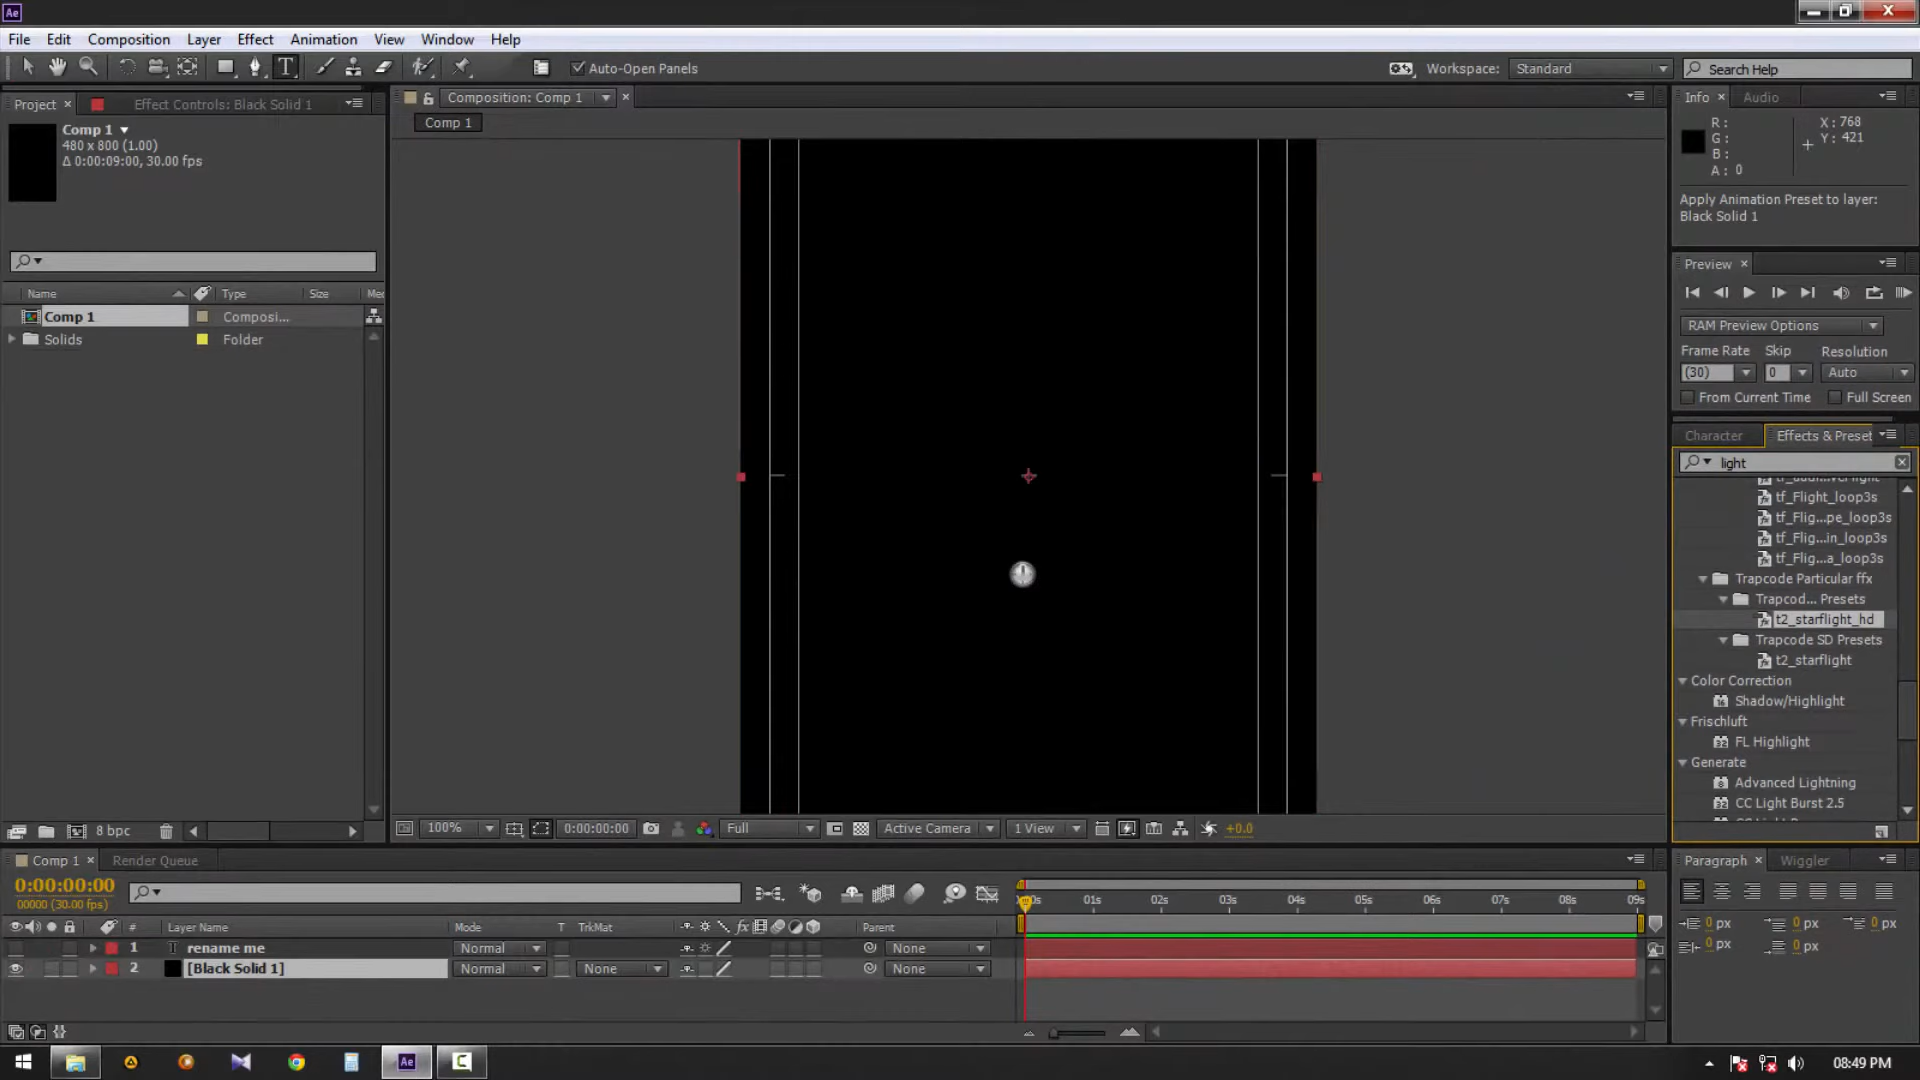 Ae
File Edit Composition Layer Effect Animation View Window Help
Auto-Open Panels
Workspace: Standard
Search Help
Project Effect Controls: Black Solid 1
Comp 1
480 x 800 (1.00)
Δ 0:00:09:00, 30.00 fps
Name Type Size
Comp 1 Composi...
Solids Folder
8 bpc
Composition: Comp 1
Comp 1
100% 0:00:00:00 Full Active Camera 1 View +0.0
Info Audio
R: X: 768
G: Y: 421
B:
A: 0
Apply Animation Preset to layer:
Black Solid 1
Preview
RAM Preview Options
Frame Rate Skip Resolution
(30) 0 Auto
From Current Time Full Screen
Character Effects & Preset
light
tf_Flight_loop3s
tf_Flig...pe_loop3s
tf_Flig...in_loop3s
tf_Flig...a_loop3s
Trapcode Particular ffx
Trapcod... Presets
t2_starflight_hd
Trapcode SD Presets
t2_starflight
Color Correction
Shadow/Highlight
Frischluft
FL Highlight
Generate
Advanced Lightning
CC Light Burst 2.5
Comp 1 Render Queue
0:00:00:00
00000 (30.00 fps)
01s 02s 03s 04s 05s 06s 07s 08s 09s
# Layer Name Mode T TrkMat Parent
1 T rename me Normal None
2 [Black Solid 1] Normal None None
Paragraph Wiggler
0 px 0 px 0 px
0 px 0 px
Ae
08:49 PM